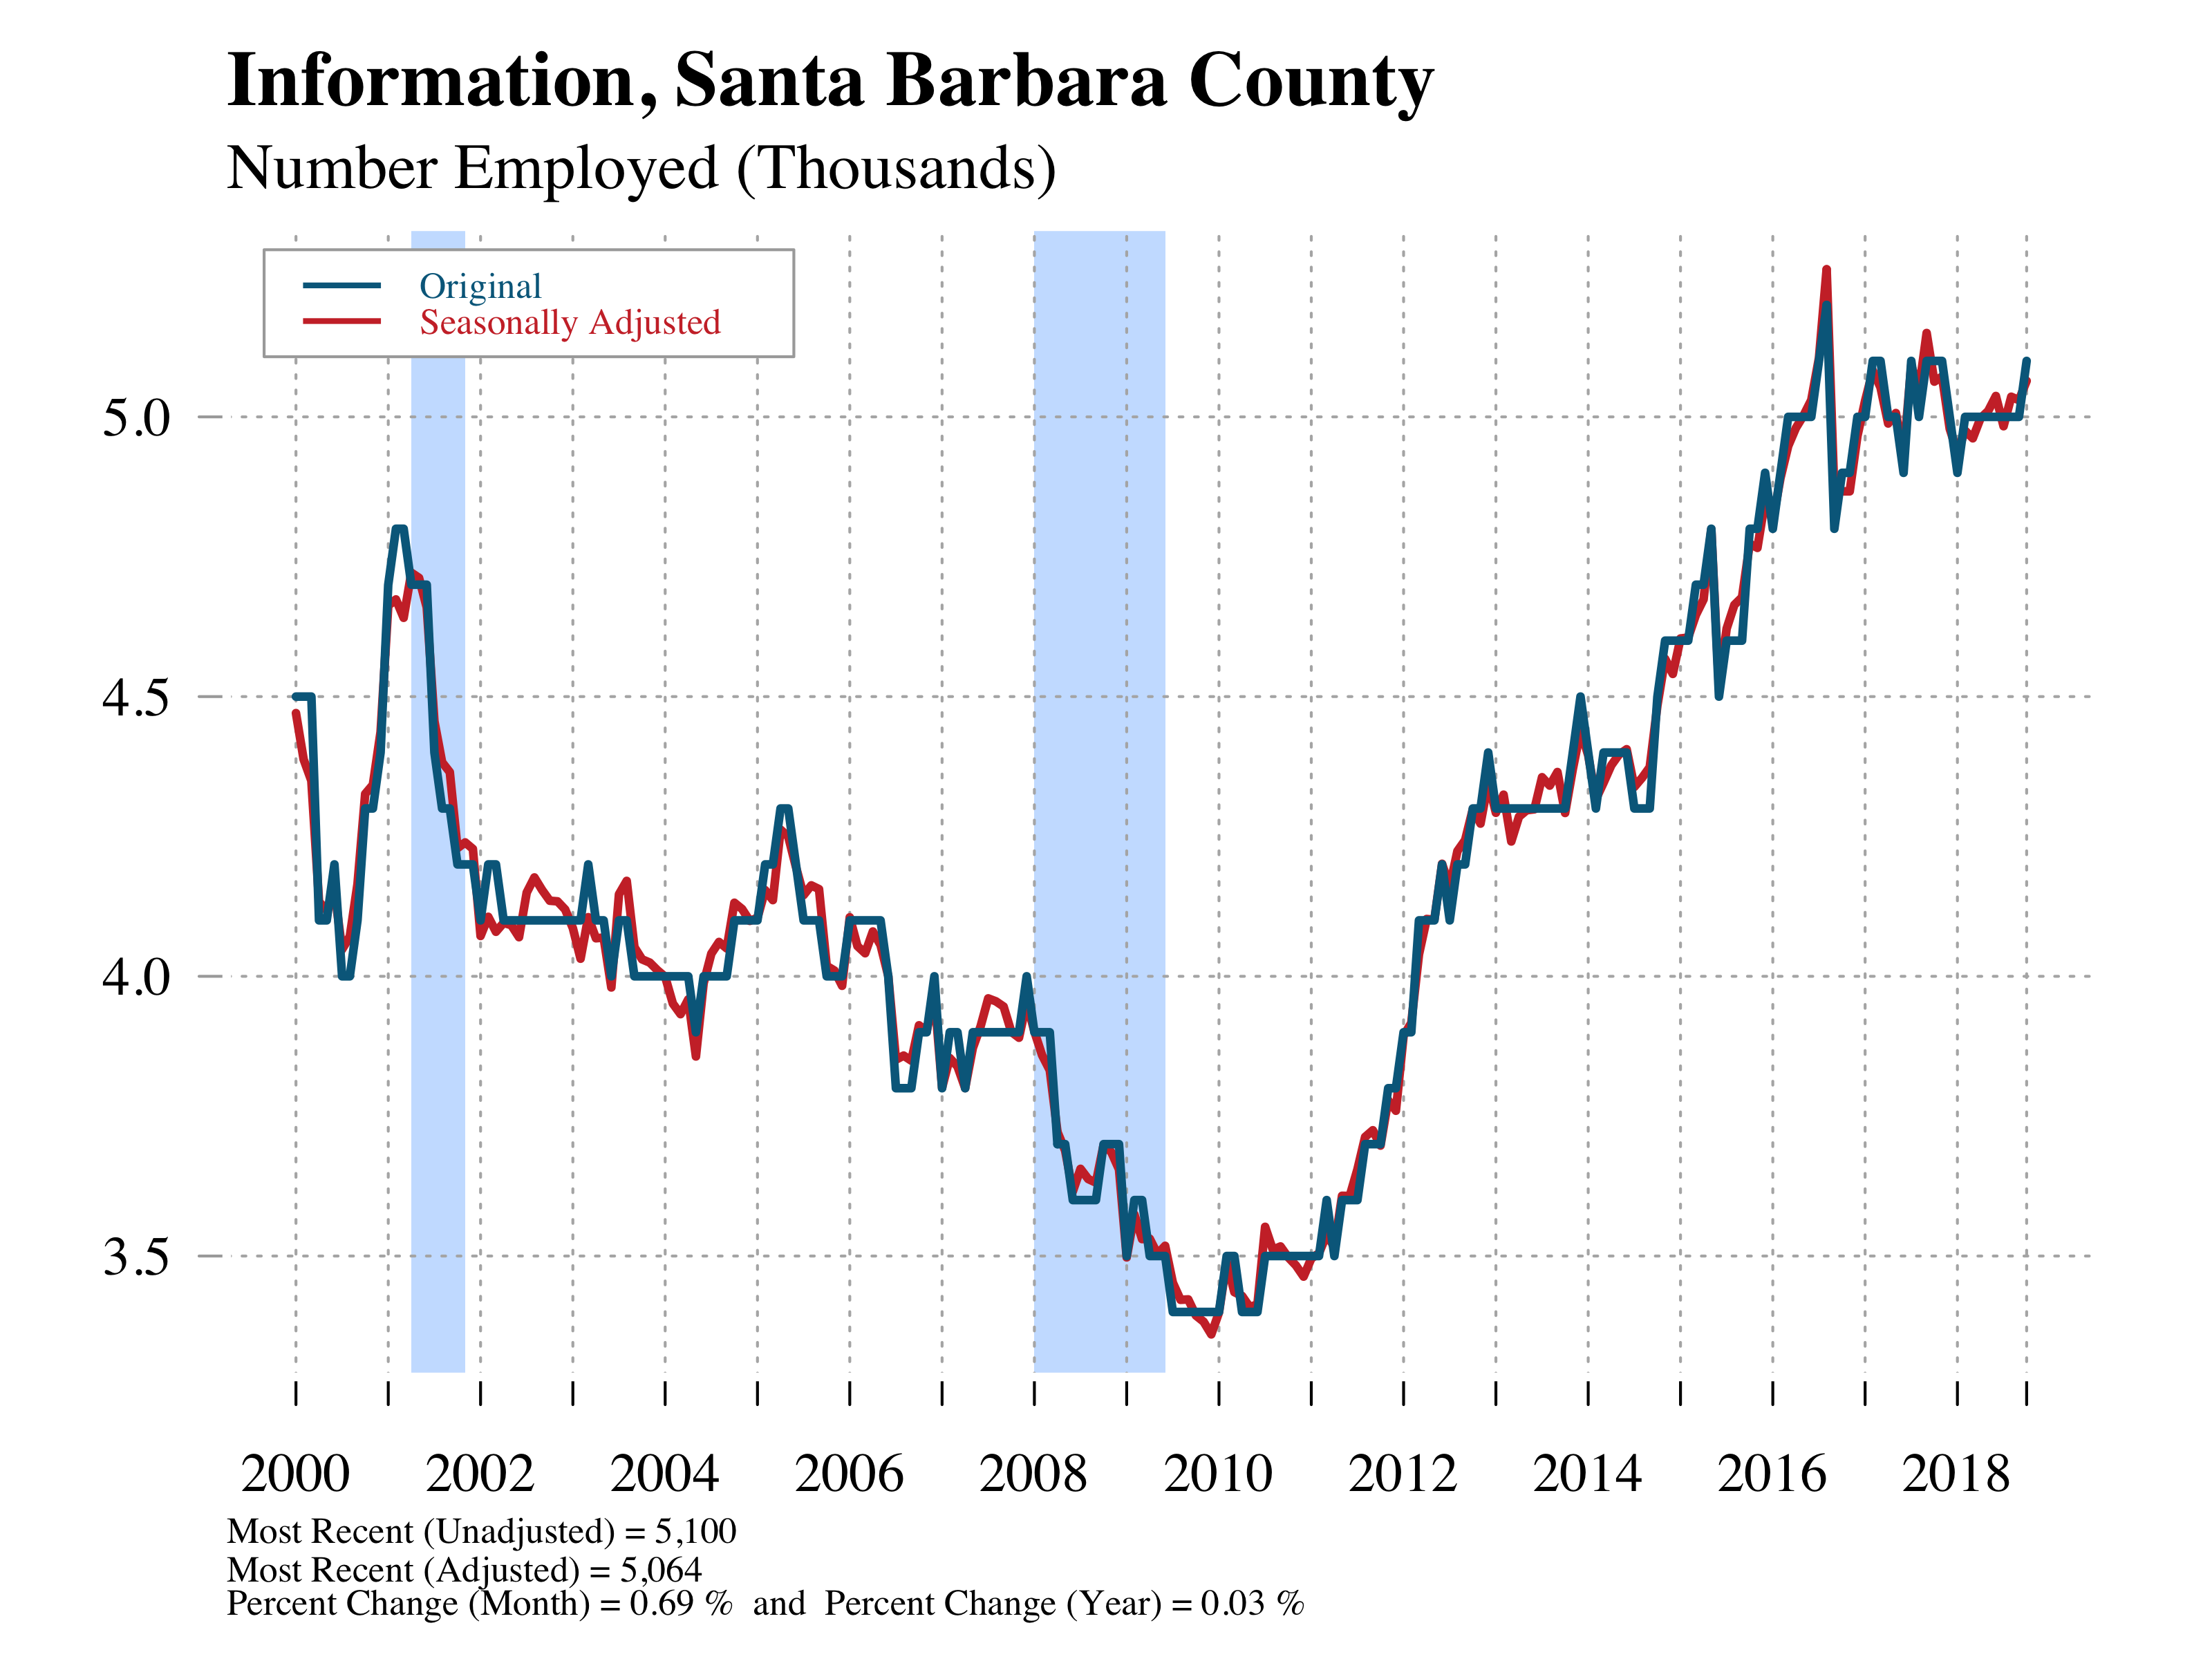 Information, Santa Barbara County
Number Employed (Thousands)
Original
Seasonally Adjusted
5.0
4.5
4.0
3.5
2000 2002 2004 2006 2008 2010 2012 2014 2016 2018
Most Recent (Unadjusted) = 5,100
Most Recent (Adjusted) = 5,064
Percent Change (Month) = 0.69 % and Percent Change (Year) = 0.03 %